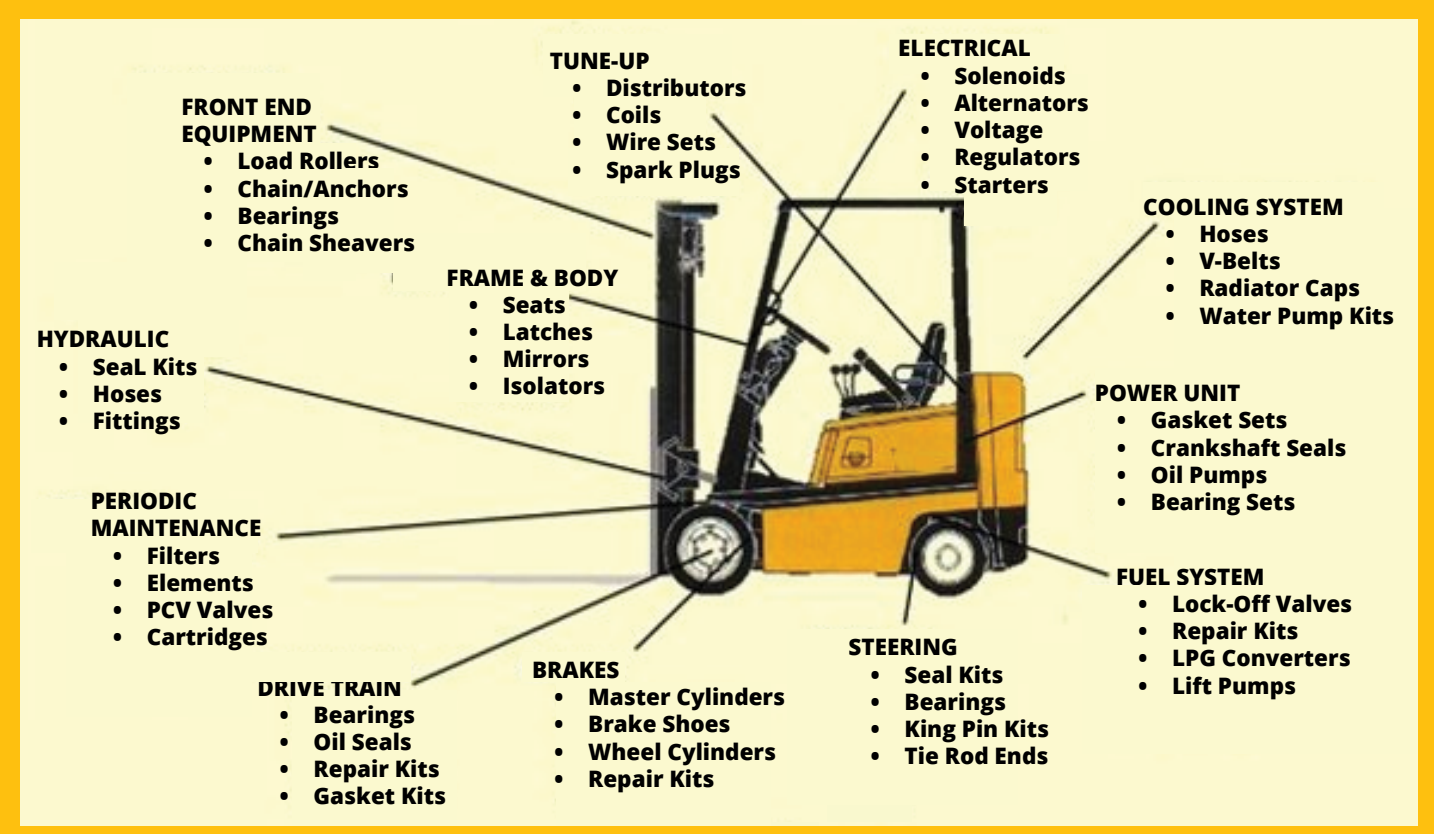 FRONT END
EQUIPMENT
• Load Rollers
• Chain/Anchors
• Bearings
• Chain Sheavers
TUNE-UP
• Distributors
• Coils
• Wire Sets
• Spark Plugs
ELECTRICAL
• Solenoids
• Alternators
• Voltage
• Regulators
• Starters
COOLING SYSTEM
• Hoses
• V-Belts
• Radiator Caps
• Water Pump Kits
FRAME & BODY
• Seats
• Latches
• Mirrors
• Isolators
HYDRAULIC
• SeaL Kits
• Hoses
• Fittings
POWER UNIT
• Gasket Sets
• Crankshaft Seals
• Oil Pumps
• Bearing Sets
PERIODIC
MAINTENANCE
• Filters
• Elements
• PCV Valves
• Cartridges
FUEL SYSTEM
• Lock-Off Valves
• Repair Kits
• LPG Converters
• Lift Pumps
DRIVE TRAIN
• Bearings
• Oil Seals
• Repair Kits
• Gasket Kits
BRAKES
• Master Cylinders
• Brake Shoes
• Wheel Cylinders
• Repair Kits
STEERING
• Seal Kits
• Bearings
• King Pin Kits
• Tie Rod Ends